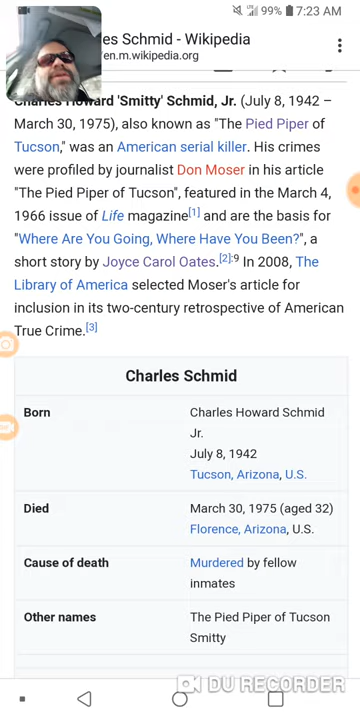 99% 7:23 AM
es Schmid - Wikipedia
en.m.wikipedia.org
Charles Howard 'Smitty' Schmid, Jr. (July 8, 1942 –
March 30, 1975), also known as "The Pied Piper of
Tucson," was an American serial killer. His crimes
were profiled by journalist Don Moser in his article
"The Pied Piper of Tucson", featured in the March 4,
1966 issue of Life magazine[1] and are the basis for
"Where Are You Going, Where Have You Been?", a
short story by Joyce Carol Oates.[2]:9 In 2008, The
Library of America selected Moser's article for
inclusion in its two-century retrospective of American
True Crime.[3]
Charles Schmid
Born Charles Howard Schmid
Jr.
July 8, 1942
Tucson, Arizona, U.S.
Died March 30, 1975 (aged 32)
Florence, Arizona, U.S.
Cause of death Murdered by fellow
inmates
Other names The Pied Piper of Tucson
Smitty
DU RECORDER